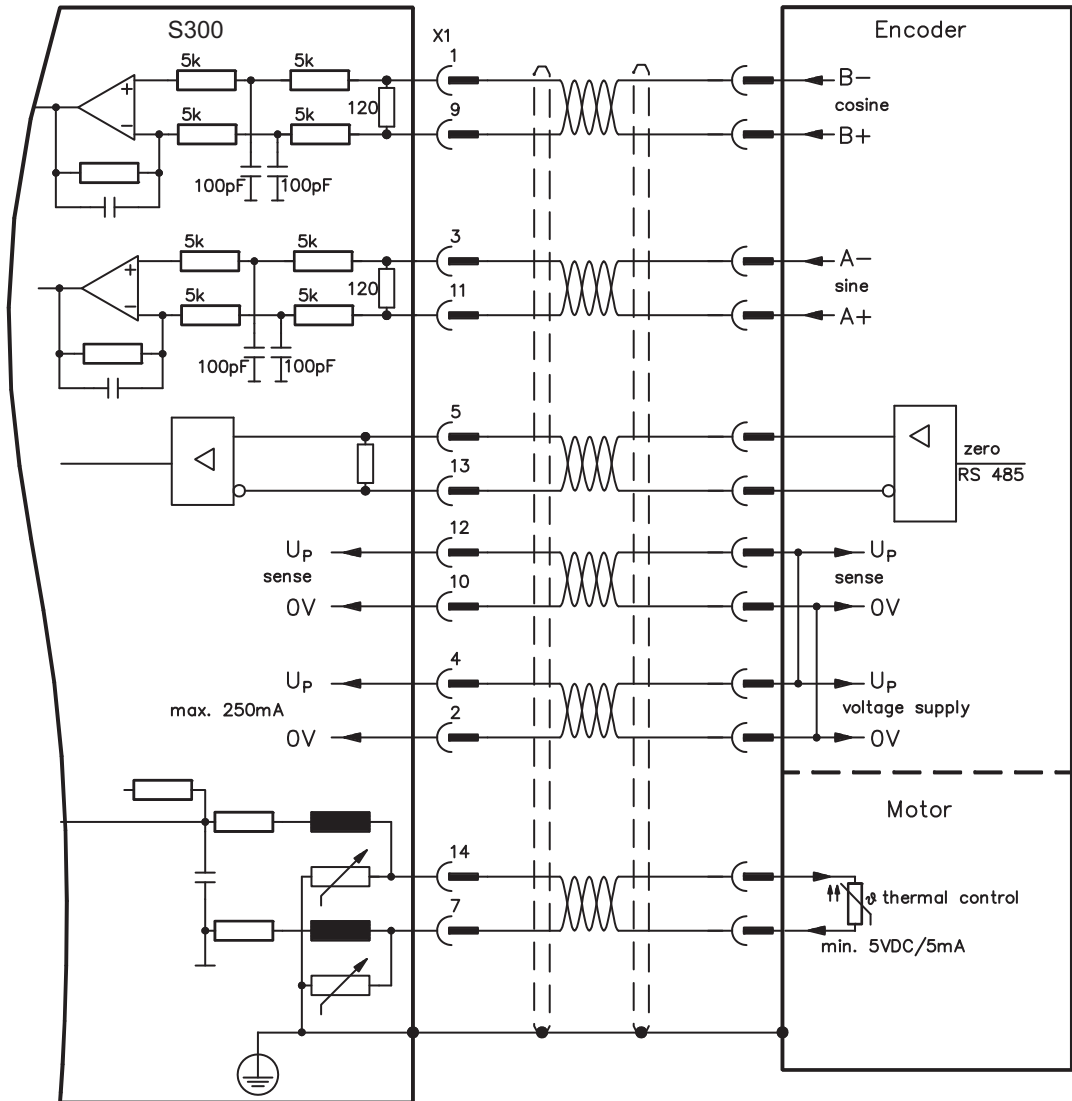 S300
X1
Encoder
1
5k
5k
B-
120
cosine
9
5k
5k
B+
100pF
100pF
3
5k
5k
A-
120
sine
11
5k
5k
A+
100pF
100pF
5
zero
13
RS 485
12
UP
UP
sense
sense
10
0V
0V
4
UP
UP
max. 250mA
voltage supply
2
0V
0V
Motor
14
ϑ thermal control
7
min. 5VDC/5mA